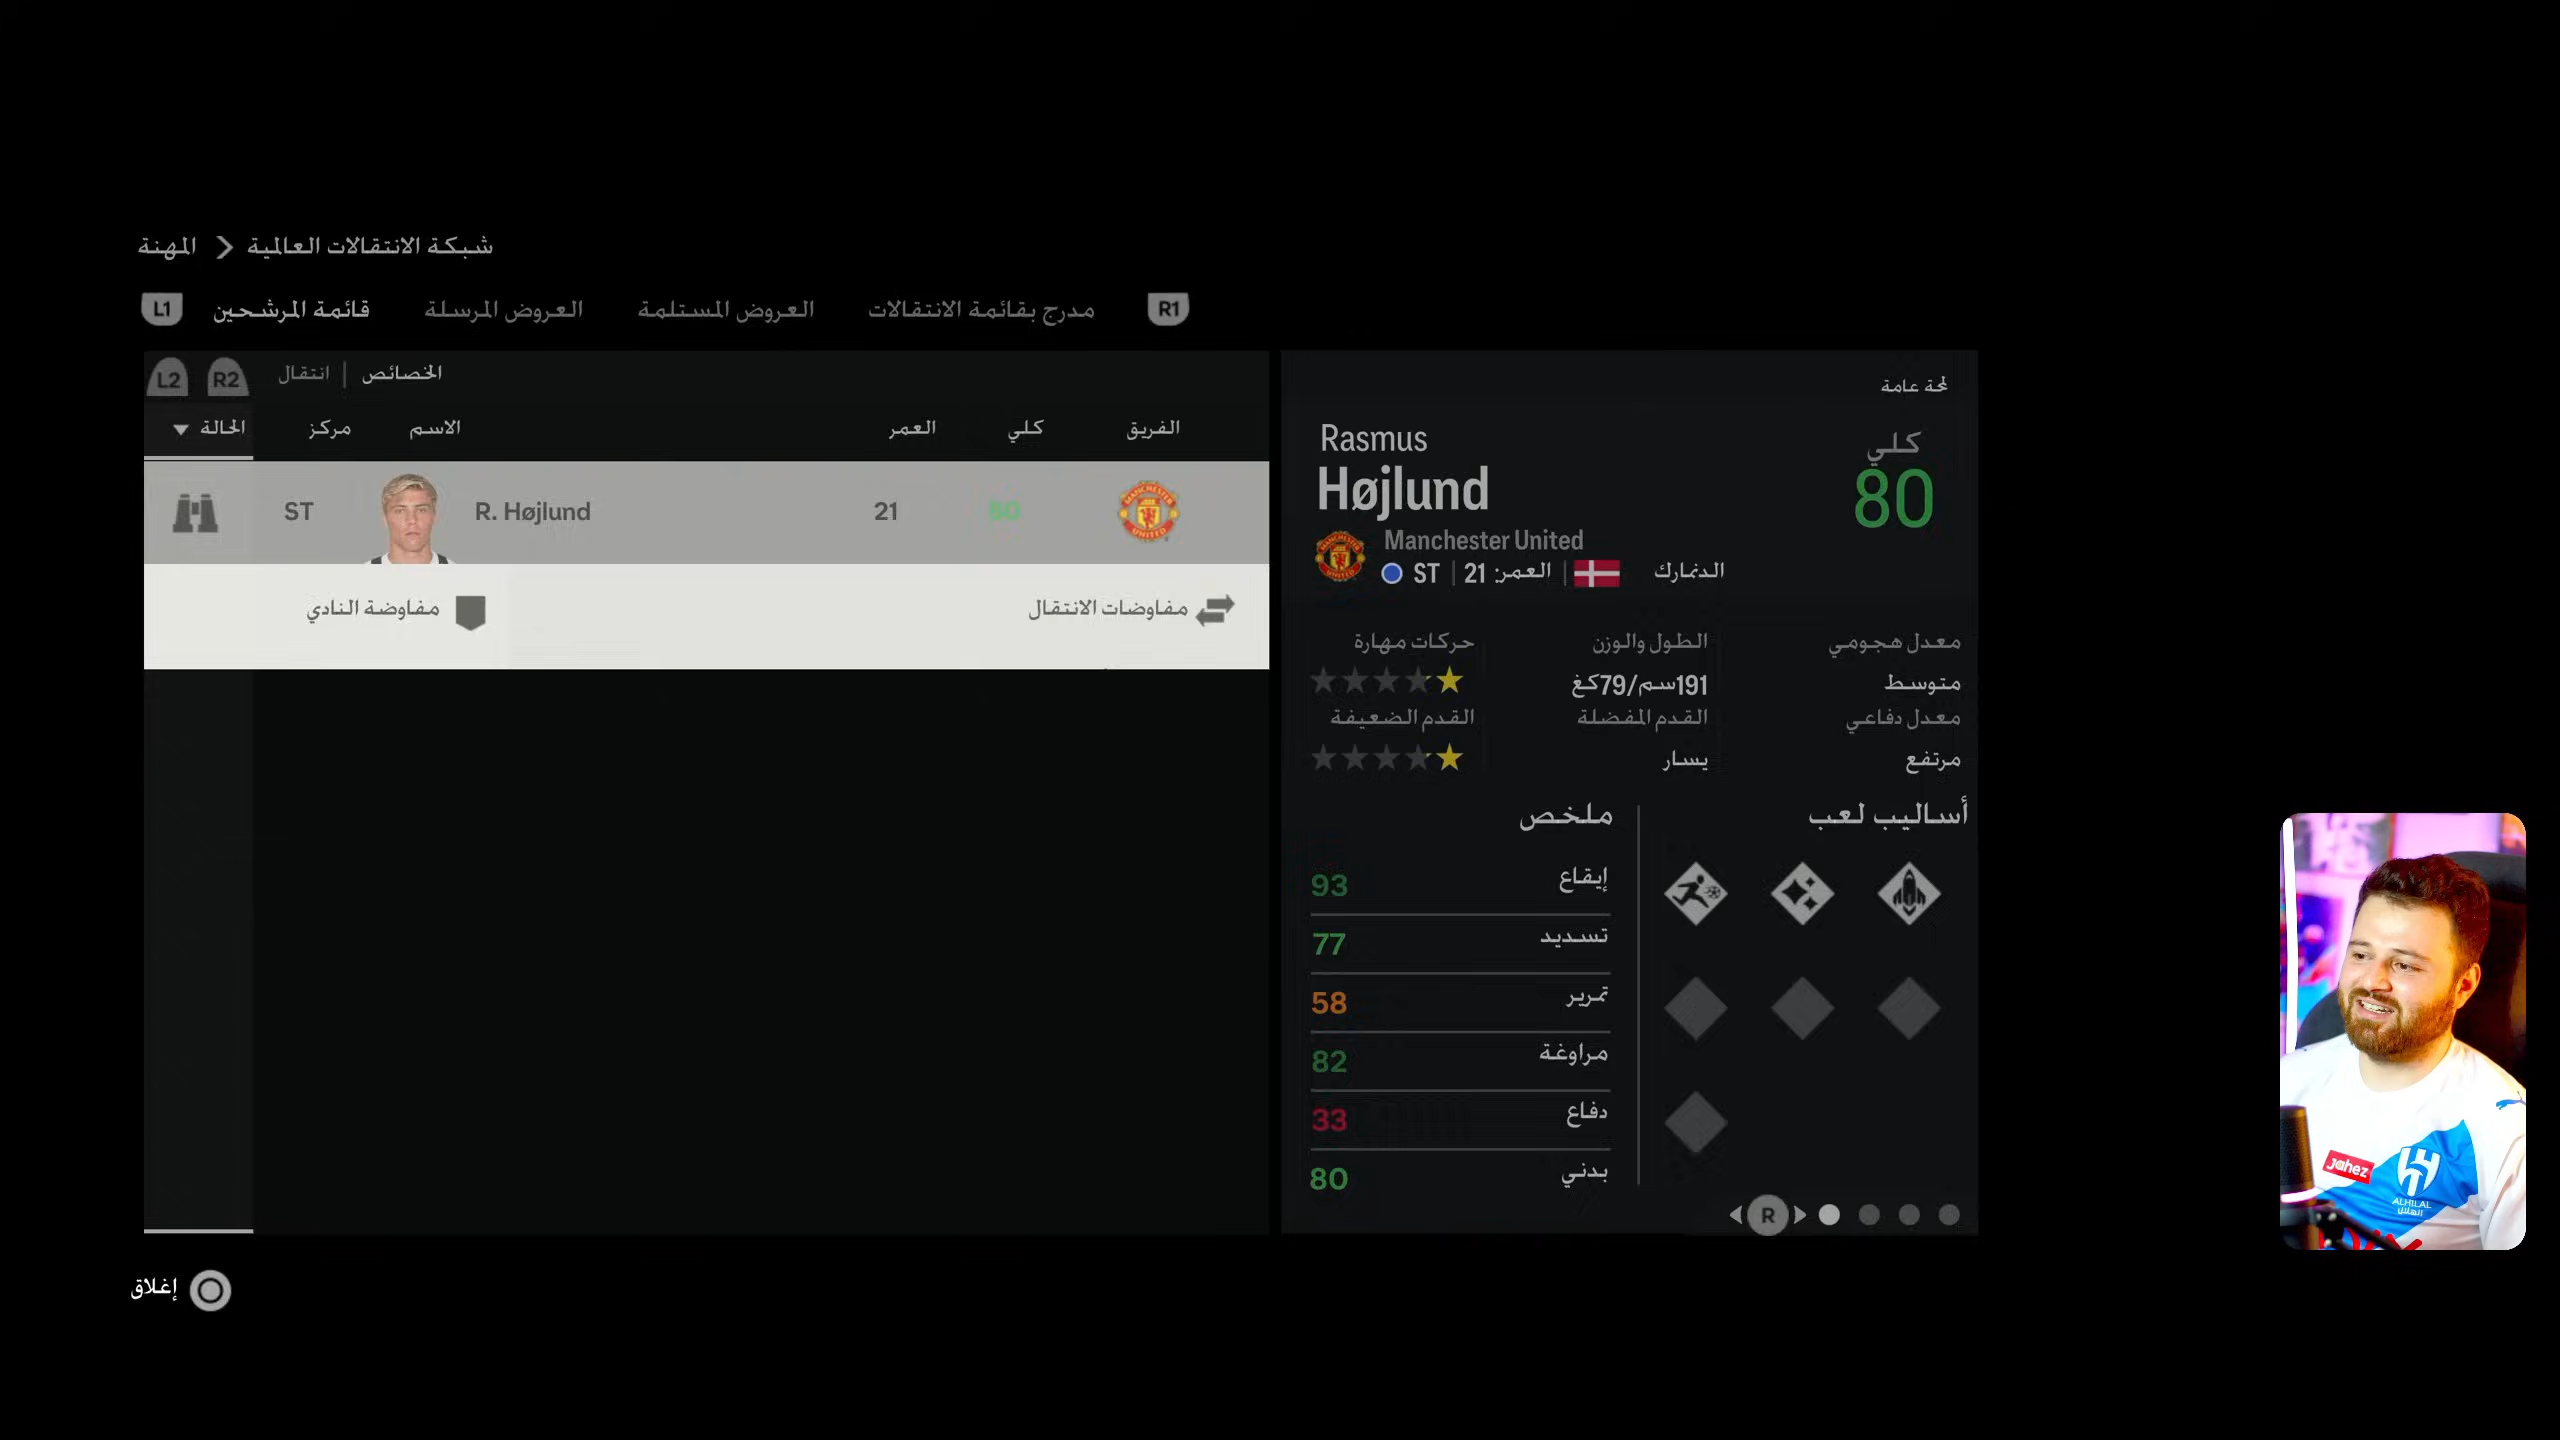 المهنة > شبكة الانتقالات العالمية
L1 قائمة المرشحين العروض المرسلة العروض المستلمة مدرج بقائمة الانتقالات R1
L2 R2 انتقال | الخصائص
الحالة مركز الاسم العمر كلي الفريق
ST R. Højlund 21 80
مفاوضة النادي مفاوضات الانتقال
لمحة عامة
Rasmus
Højlund
كلي
80
Manchester United
ST | 21 :العمر | الدنمارك
حركات مهارة الطول والوزن معدل هجومي
191سم/79كغ متوسط
القدم الضعيفة القدم المفضلة معدل دفاعي
يسار مرتفع
ملخص
أساليب لعب
إيقاع 93
تسديد 77
تمرير 58
مراوغة 82
دفاع 33
بدني 80
R
إغلاق
jahez
ALHILAL
الهلال